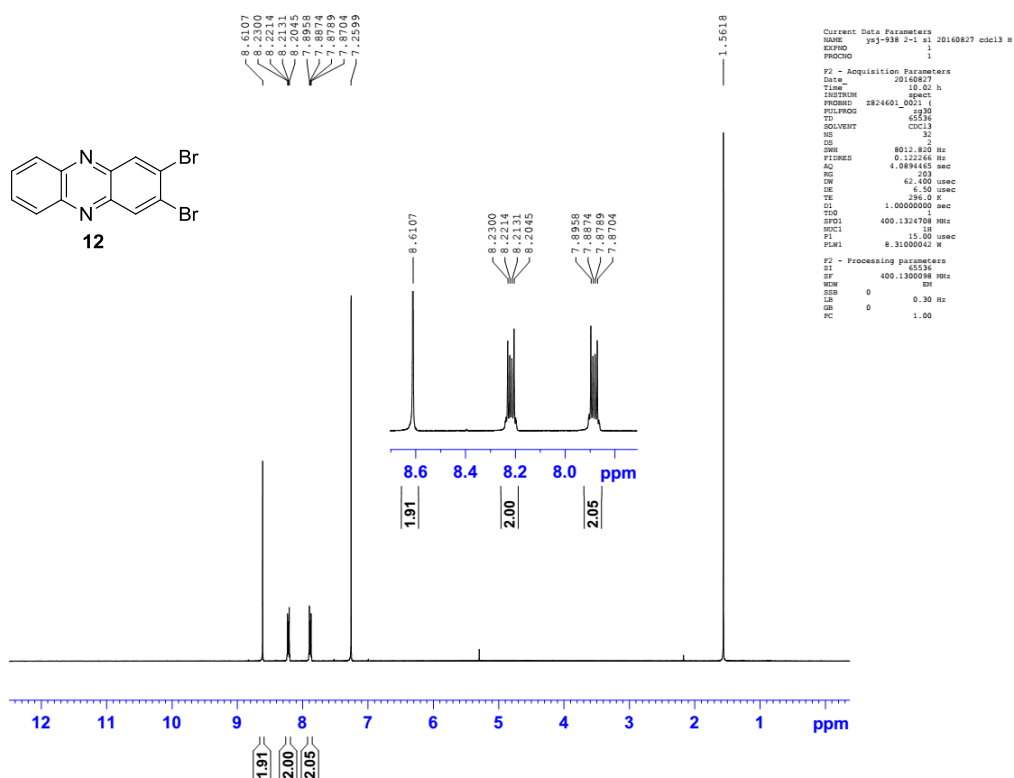 8.6107
8.2300
8.2214
8.2131
8.2045
7.8958
7.8874
7.8789
7.8704
7.2599
1.5618
Current Data Parameters
NAME ysj-938 2-1 s1 20160827 cdcl3 H
EXPNO 1
PROCNO 1
F2 - Acquisition Parameters
Date_ 20160827
Time 10.02 h
INSTRUM spect
PROBHD Z824601_0021 (
PULPROG zg30
TD 65536
SOLVENT CDCl3
NS 32
DS 2
SWH 8012.820 Hz
FIDRES 0.122266 Hz
AQ 4.0894465 sec
RG 203
DW 62.400 usec
DE 6.50 usec
TE 296.0 K
D1 1.00000000 sec
TD0 1
SFO1 400.1324708 MHz
NUC1 1H
P1 15.00 usec
PLW1 8.31000042 W
F2 - Processing parameters
SI 65536
SF 400.1300098 MHz
WDW EM
SSB 0
LB 0.30 Hz
GB 0
PC 1.00
N
Br
N
Br
12
8.6107
8.2300
8.2214
8.2131
8.2045
7.8958
7.8874
7.8789
7.8704
8.6 8.4 8.2 8.0 ppm
1.91 2.00 2.05
12 11 10 9 8 7 6 5 4 3 2 1 ppm
1.91 2.00 2.05